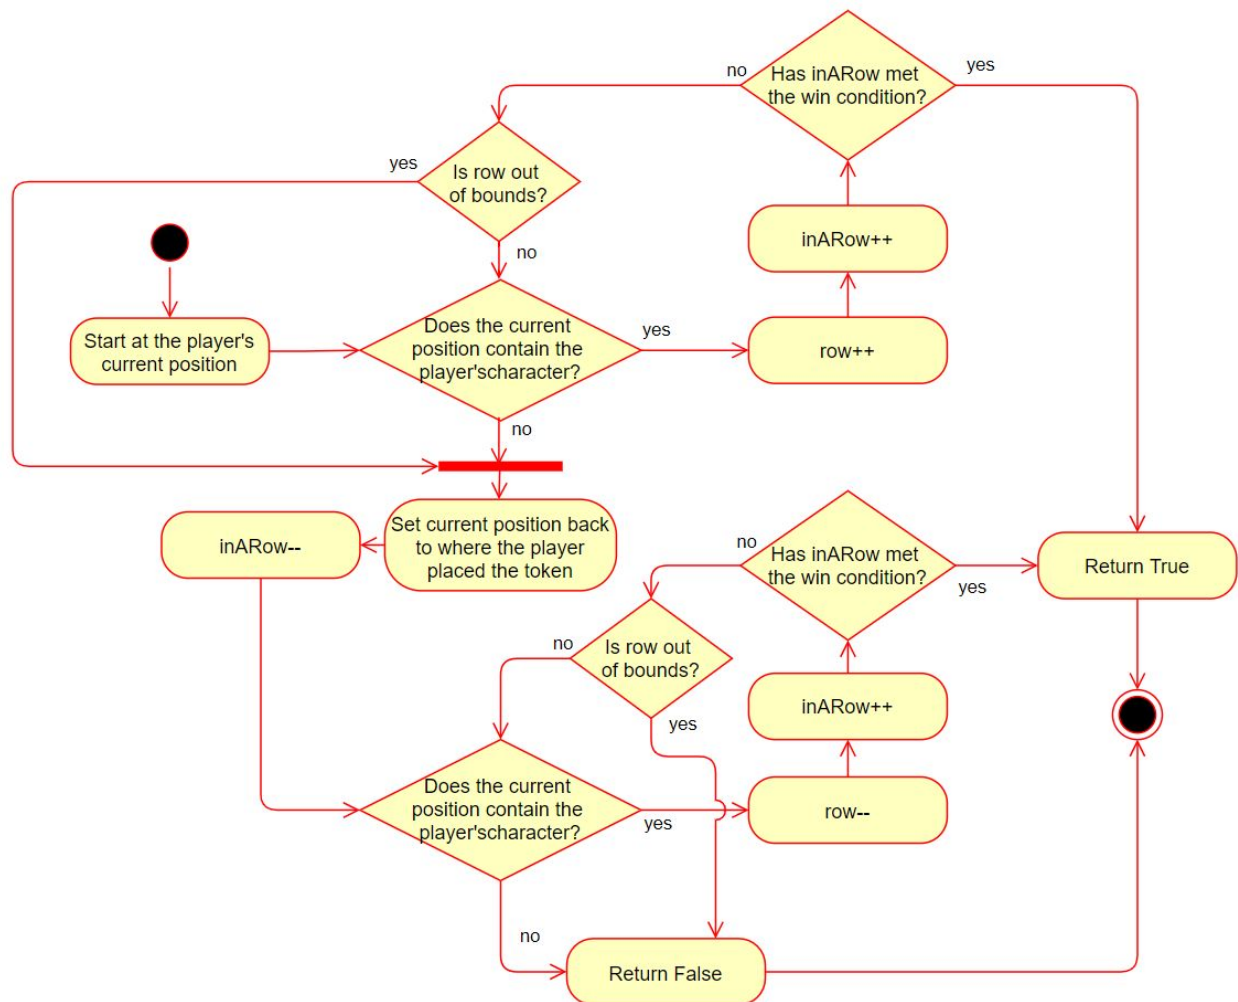 Has inARow met
the win condition?
no
yes
Is row out
of bounds?
yes
no
inARow++
Start at the player's
current position
Does the current
position contain the
player'scharacter?
yes
no
row++
Set current position back
to where the player
placed the token
inARow--
Has inARow met
the win condition?
no
yes
Return True
Is row out
of bounds?
no
yes
inARow++
Does the current
position contain the
player'scharacter?
yes
no
row--
Return False